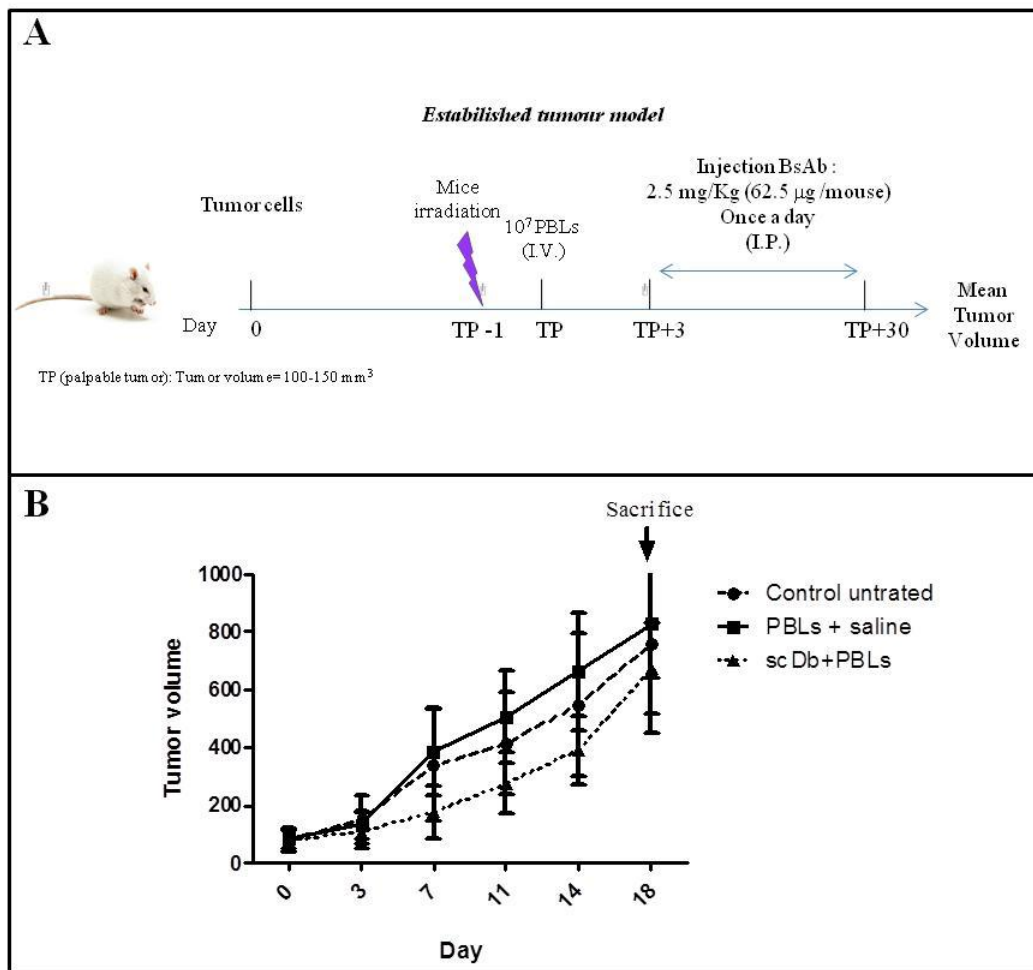 A
Estabilished tumour model
Injection BsAb :
2.5 mg/Kg (62.5 µg /mouse)
Once a day
(I.P.)
Mice
irradiation
10⁷ PBLs
(I.V.)
Tumor cells
Day
0
TP -1
TP
TP+3
TP+30
Mean
Tumor
Volume
TP (palpable tumor): Tumor volume= 100-150 mm³
B
Sacrifice
1000
800
600
400
200
0
Tumor volume
Control untrated
PBLs + saline
scDb+PBLs
0
3
7
11
14
18
Day